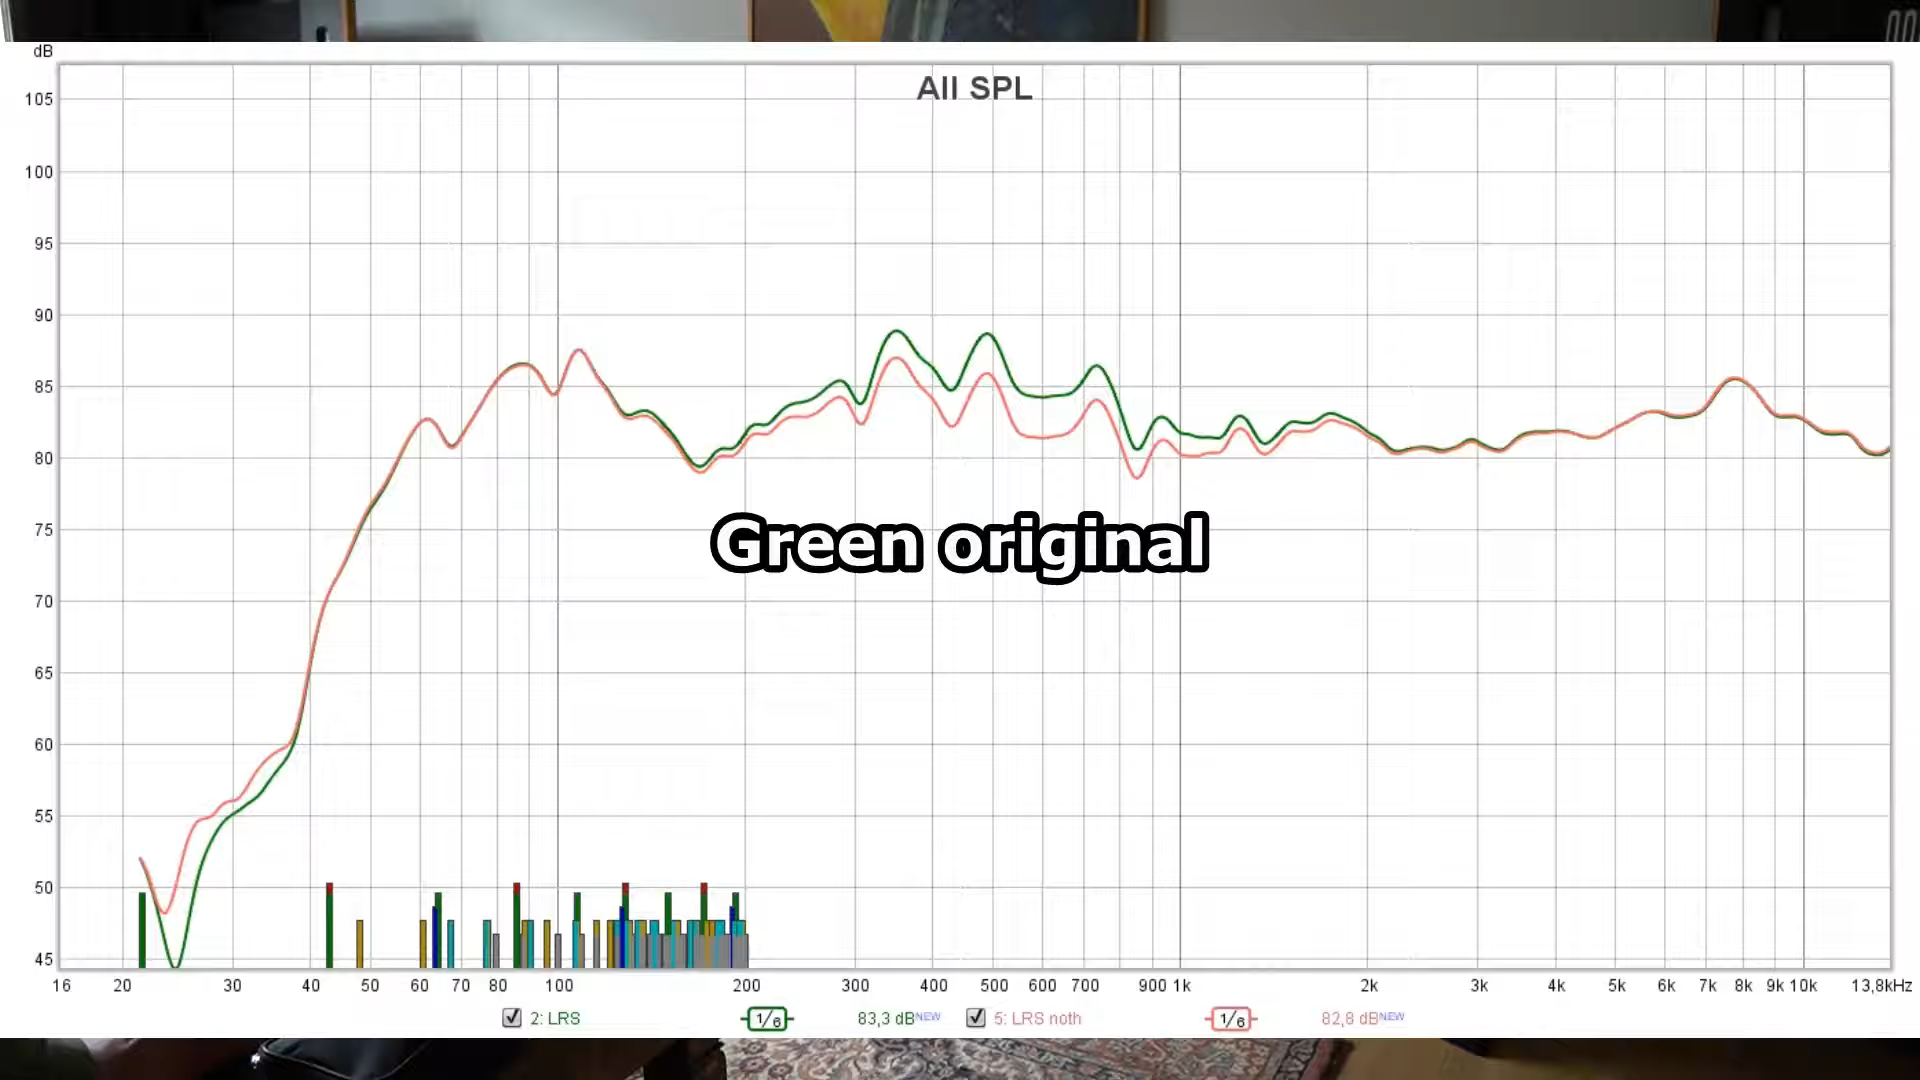 dB
All SPL
105
100
95
90
85
80
75
70
65
60
55
50
45
Green original
16 20 30 40 50 60 70 80 100 200 300 400 500 600 700 900 1k 2k 3k 4k 5k 6k 7k 8k 9k 10k 13,8kHz
2: LRS 1/6 83,3 dB NEW 5: LRS noth 1/6 82,8 dB NEW